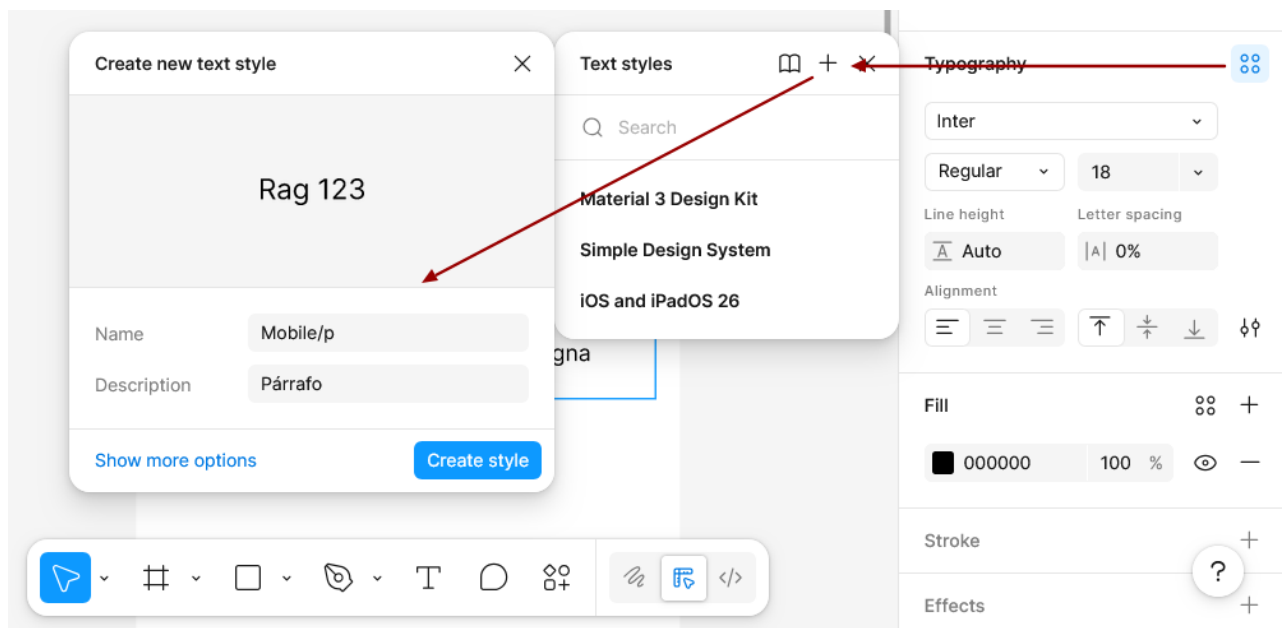 Create new text style
Rag 123
Name
Mobile/p
Description
Párrafo
Show more options
Create style
Text styles
Search
Material 3 Design Kit
Simple Design System
iOS and iPadOS 26
gna
Typography
Inter
Regular
18
Line height
Letter spacing
A Auto
|A| 0%
Alignment
Fill
000000
100 %
Stroke
Effects
?